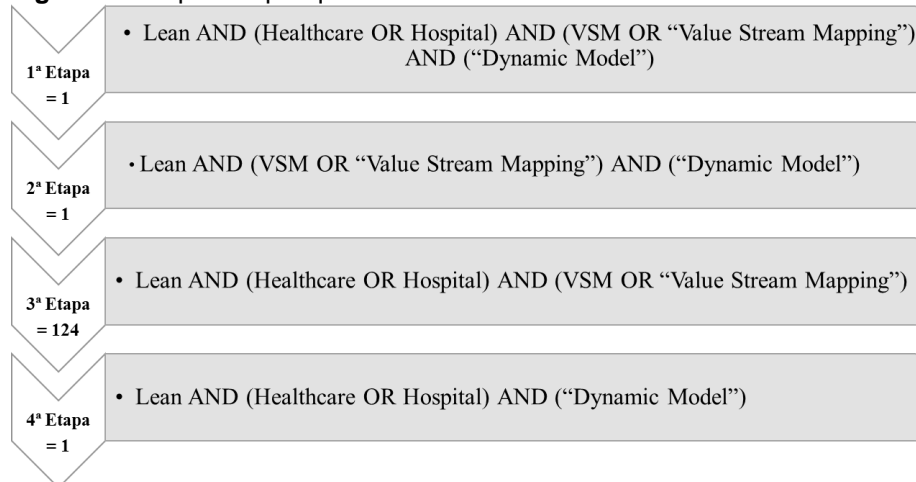 • Lean AND (Healthcare OR Hospital) AND (VSM OR “Value Stream Mapping”)
AND (“Dynamic Model”)
1ª Etapa
= 1
• Lean AND (VSM OR “Value Stream Mapping”) AND (“Dynamic Model”)
2ª Etapa
= 1
• Lean AND (Healthcare OR Hospital) AND (VSM OR “Value Stream Mapping”)
3ª Etapa
= 124
• Lean AND (Healthcare OR Hospital) AND (“Dynamic Model”)
4ª Etapa
= 1